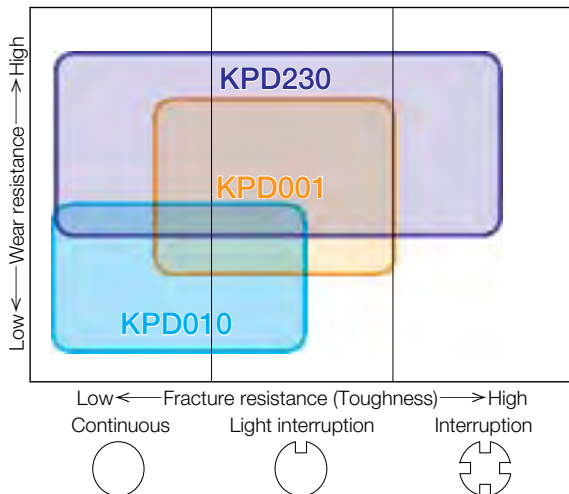 High
Wear resistance
Low
KPD230
KPD001
KPD010
Low Fracture resistance (Toughness) High
Continuous Light interruption Interruption